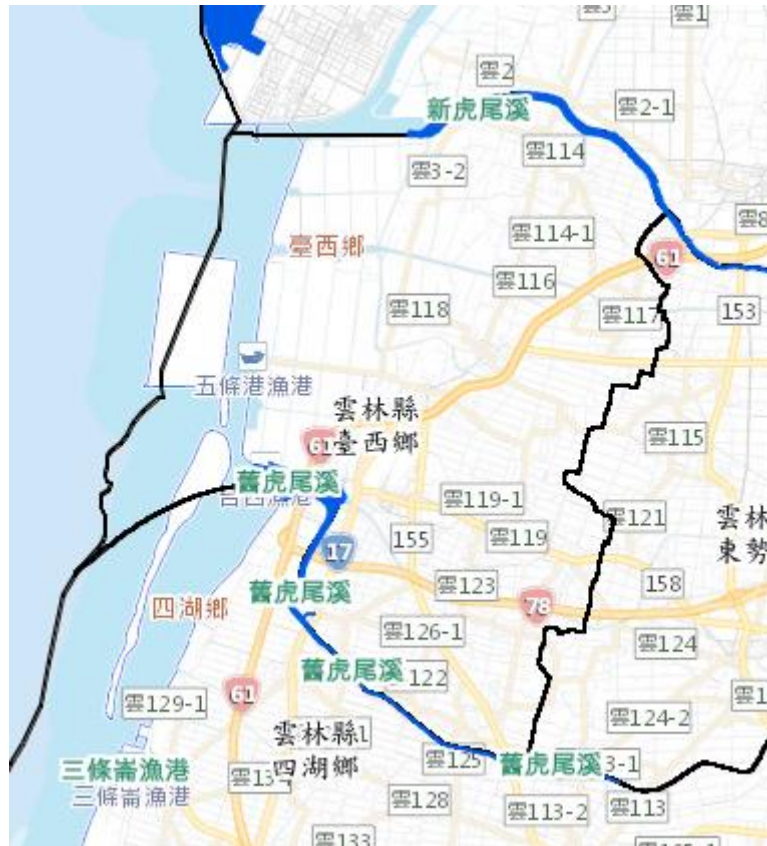 雲1
雲2
新虎尾溪
雲2-1
雲114
雲3-2
臺西鄉
雲114-1
雲8
61
雲116
雲118
雲117
153
五條港漁港
雲林縣
臺西鄉
61
雲115
舊虎尾溪
雲119-1
雲121
雲林
東勢
155
雲119
17
雲123
158
舊虎尾溪
四湖鄉
78
雲126-1
雲124
舊虎尾溪
122
61
雲129-1
雲124-2
雲林縣
四湖鄉
三條崙漁港
三條崙漁港
雲125
舊虎尾溪
3-1
雲128
雲113-2
雲113
雲133